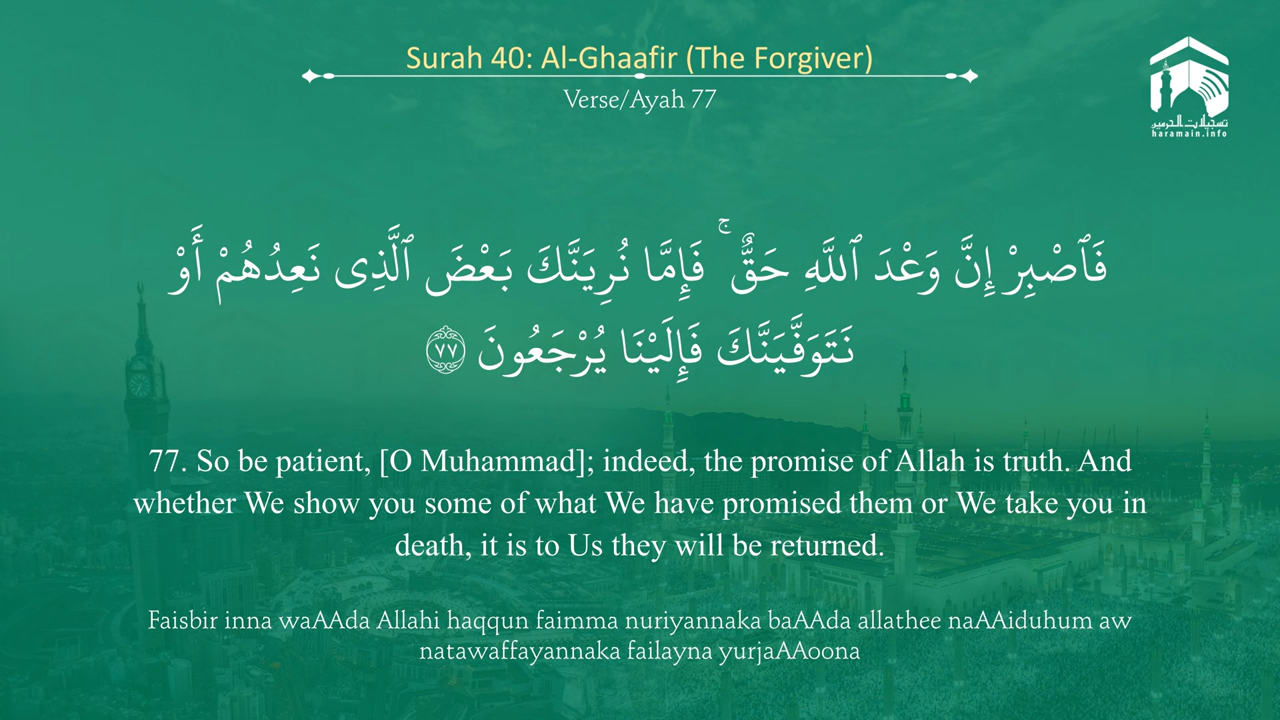 Surah 40: Al-Ghaafir (The Forgiver)
Verse/Ayah 77
تسجيلات الحرمين
haramain.info
فَٱصْبِرْ إِنَّ وَعْدَ ٱللَّهِ حَقٌّ ۚ فَإِمَّا نُرِيَنَّكَ بَعْضَ ٱلَّذِى نَعِدُهُمْ أَوْ
نَتَوَفَّيَنَّكَ فَإِلَيْنَا يُرْجَعُونَ ٧٧
77. So be patient, [O Muhammad]; indeed, the promise of Allah is truth. And
whether We show you some of what We have promised them or We take you in
death, it is to Us they will be returned.
Faisbir inna waAAda Allahi haqqun faimma nuriyannaka baAAda allathee naAAiduhum aw
natawaffayannaka failayna yurjaAAoona